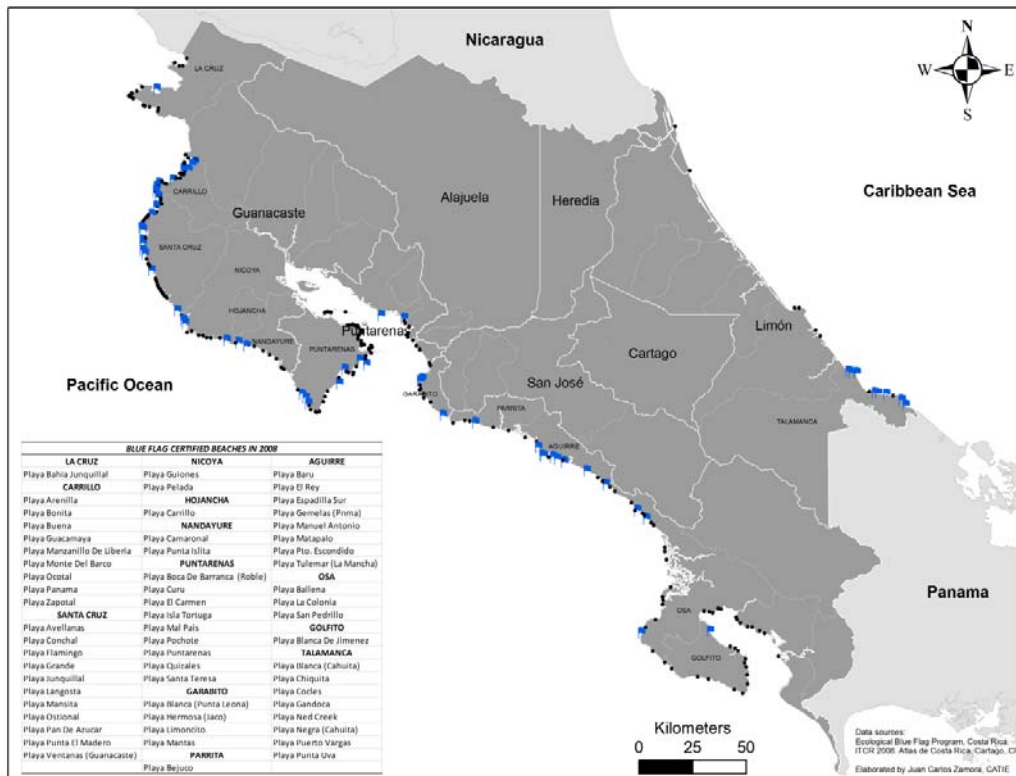 Nicaragua
N
W E
S
LA CRUZ
Caribbean Sea
CARRILLO
Alajuela
Heredia
Guanacaste
SANTA CRUZ
NICOYA
HOJANCHA
Puntarenas
Limón
NANDAYURE
PUNTARENAS
Cartago
Pacific Ocean
San José
GARABITO
PARRITA
TALAMANCA
AGUIRRE
Panama
OSA
GOLFITO
BLUE FLAG CERTIFIED BEACHES IN 2008
LA CRUZ NICOYA AGUIRRE
Playa Bahia Junquillal Playa Guiones Playa Baru
CARRILLO Playa Pelada Playa El Rey
Playa Arenilla HOJANCHA Playa Espadilla Sur
Playa Bonita Playa Carrillo Playa Gemelas (Prima)
Playa Buena NANDAYURE Playa Manuel Antonio
Playa Guacamaya Playa Camaronal Playa Matapalo
Playa Manzanillo De Liberia Playa Punta Islita Playa Pto. Escondido
Playa Monte Del Barco PUNTARENAS Playa Tulemar (La Mancha)
Playa Ocotal Playa Boca De Barranca (Roble) OSA
Playa Panama Playa Curu Playa Ballena
Playa Zapotal Playa El Carmen Playa La Colonia
SANTA CRUZ Playa Isla Tortuga Playa San Pedrillo
Playa Avellanas Playa Mal Pais GOLFITO
Playa Conchal Playa Pochote Playa Blanca De Jimenez
Playa Flamingo Playa Puntarenas TALAMANCA
Playa Grande Playa Quizales Playa Blanca (Cahuita)
Playa Junquillal Playa Santa Teresa Playa Chiquita
Playa Langosta GARABITO Playa Cocles
Playa Mansita Playa Blanca (Punta Leona) Playa Gandoca
Playa Ostional Playa Hermosa (Jaco) Playa Ned Creek
Playa Pan De Azucar Playa Limoncito Playa Negra (Cahuita)
Playa Punta El Madero Playa Mantas Playa Puerto Vargas
Playa Ventanas (Guanacaste) PARRITA Playa Punta Uva
Playa Bejuco
Kilometers
0 25 50
Data sources:
Ecological Blue Flag Program, Costa Rica.
ITCR 2008. Atlas de Costa Rica, Cartago,
Elaborated by Juan Carlos Zamora, CATIE